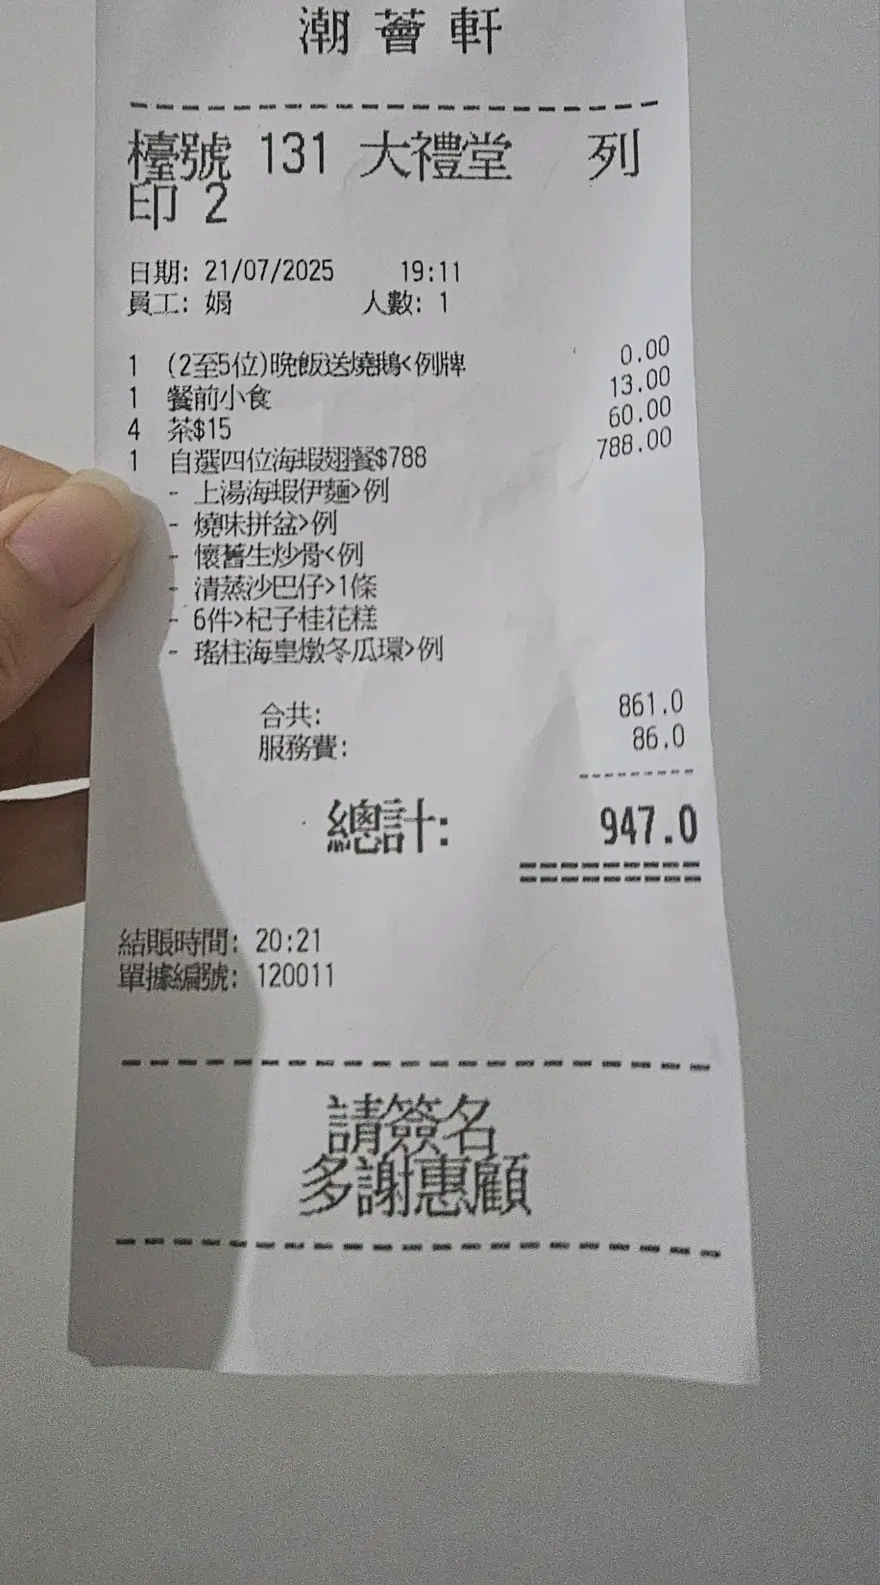 潮薈軒
檯號 131 大禮堂 列
印 2
日期: 21/07/2025 19:11
員工: 娟 人數: 1
1 (2至5位)晚飯送燒鵝<例牌 0.00
1 餐前小食 13.00
4 茶$15 60.00
1 自選四位海蝦翅餐$788 788.00
- 上湯海蝦伊麵>例
- 燒味拼盆>例
- 懷舊生炒骨<例
- 清蒸沙巴仔>1條
- 6件>杞子桂花糕
- 瑤柱海皇燉冬瓜環>例
合共: 861.0
服務費: 86.0
總計: 947.0
結賬時間: 20:21
單據編號: 120011
請簽名
多謝惠顧